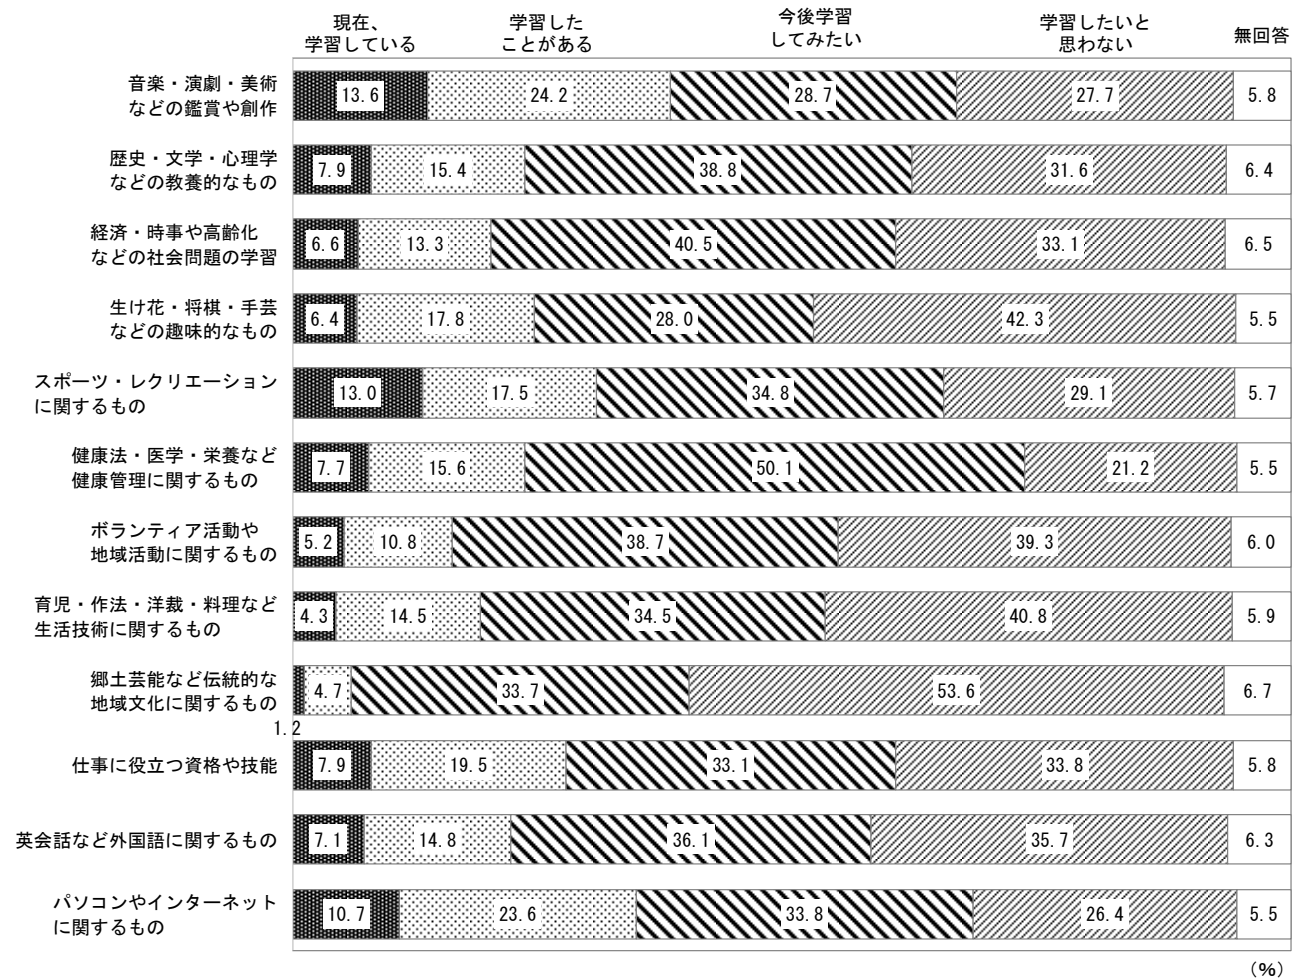 現在、
学習している
学習した
ことがある
今後学習
してみたい
学習したいと
思わない
無回答
音楽・演劇・美術
などの鑑賞や創作
13.6 24.2 28.7 27.7 5.8
歴史・文学・心理学
などの教養的なもの
7.9 15.4 38.8 31.6 6.4
経済・時事や高齢化
などの社会問題の学習
6.6 13.3 40.5 33.1 6.5
生け花・将棋・手芸
などの趣味的なもの
6.4 17.8 28.0 42.3 5.5
スポーツ・レクリエーション
に関するもの
13.0 17.5 34.8 29.1 5.7
健康法・医学・栄養など
健康管理に関するもの
7.7 15.6 50.1 21.2 5.5
ボランティア活動や
地域活動に関するもの
5.2 10.8 38.7 39.3 6.0
育児・作法・洋裁・料理など
生活技術に関するもの
4.3 14.5 34.5 40.8 5.9
郷土芸能など伝統的な
地域文化に関するもの
4.7 33.7 53.6 6.7
1.2
仕事に役立つ資格や技能
7.9 19.5 33.1 33.8 5.8
英会話など外国語に関するもの
7.1 14.8 36.1 35.7 6.3
パソコンやインターネット
に関するもの
10.7 23.6 33.8 26.4 5.5
（%）